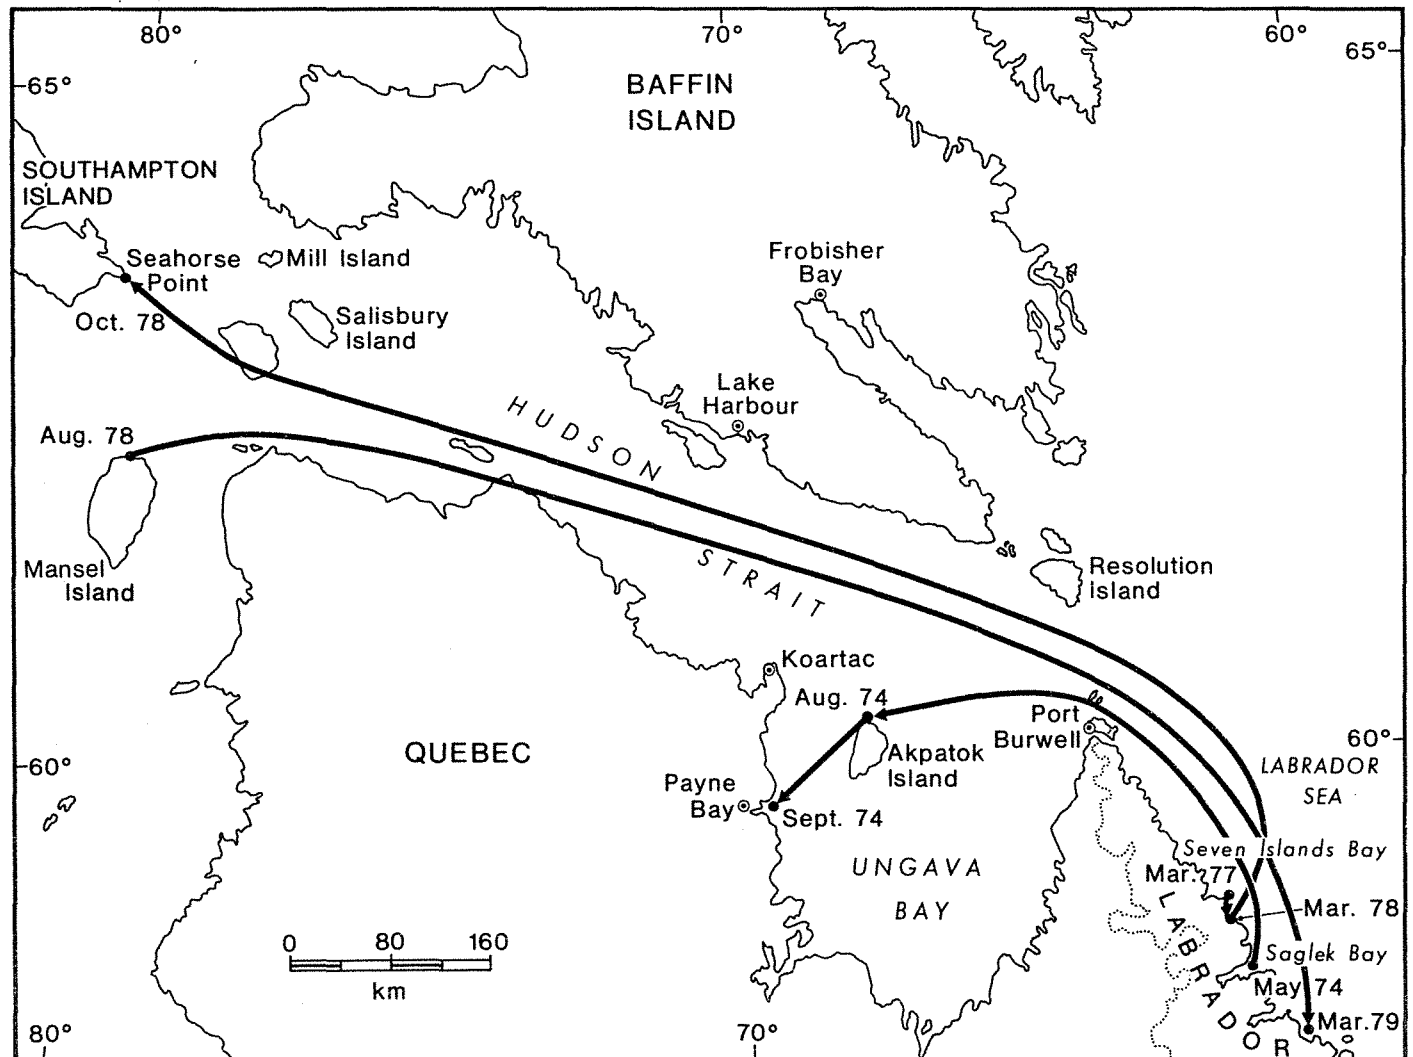 80°
70°
60°
65°
65°
BAFFIN
ISLAND
SOUTHAMPTON
ISLAND
Seahorse
Point
Mill Island
Frobisher
Bay
Oct. 78
Salisbury
Island
Lake
Harbour
HUDSON
Aug. 78
STRAIT
Resolution
Island
Mansel
Island
Koartac
Aug. 74
Port
Burwell
QUEBEC
Akpatok
Island
60°
60°
LABRADOR
SEA
Payne
Bay
Sept. 74
Seven Islands Bay
UNGAVA
BAY
Mar. 77
Mar. 78
LABRADOR
Saglek Bay
0 80 160
km
May 74
Mar. 79
80°
70°